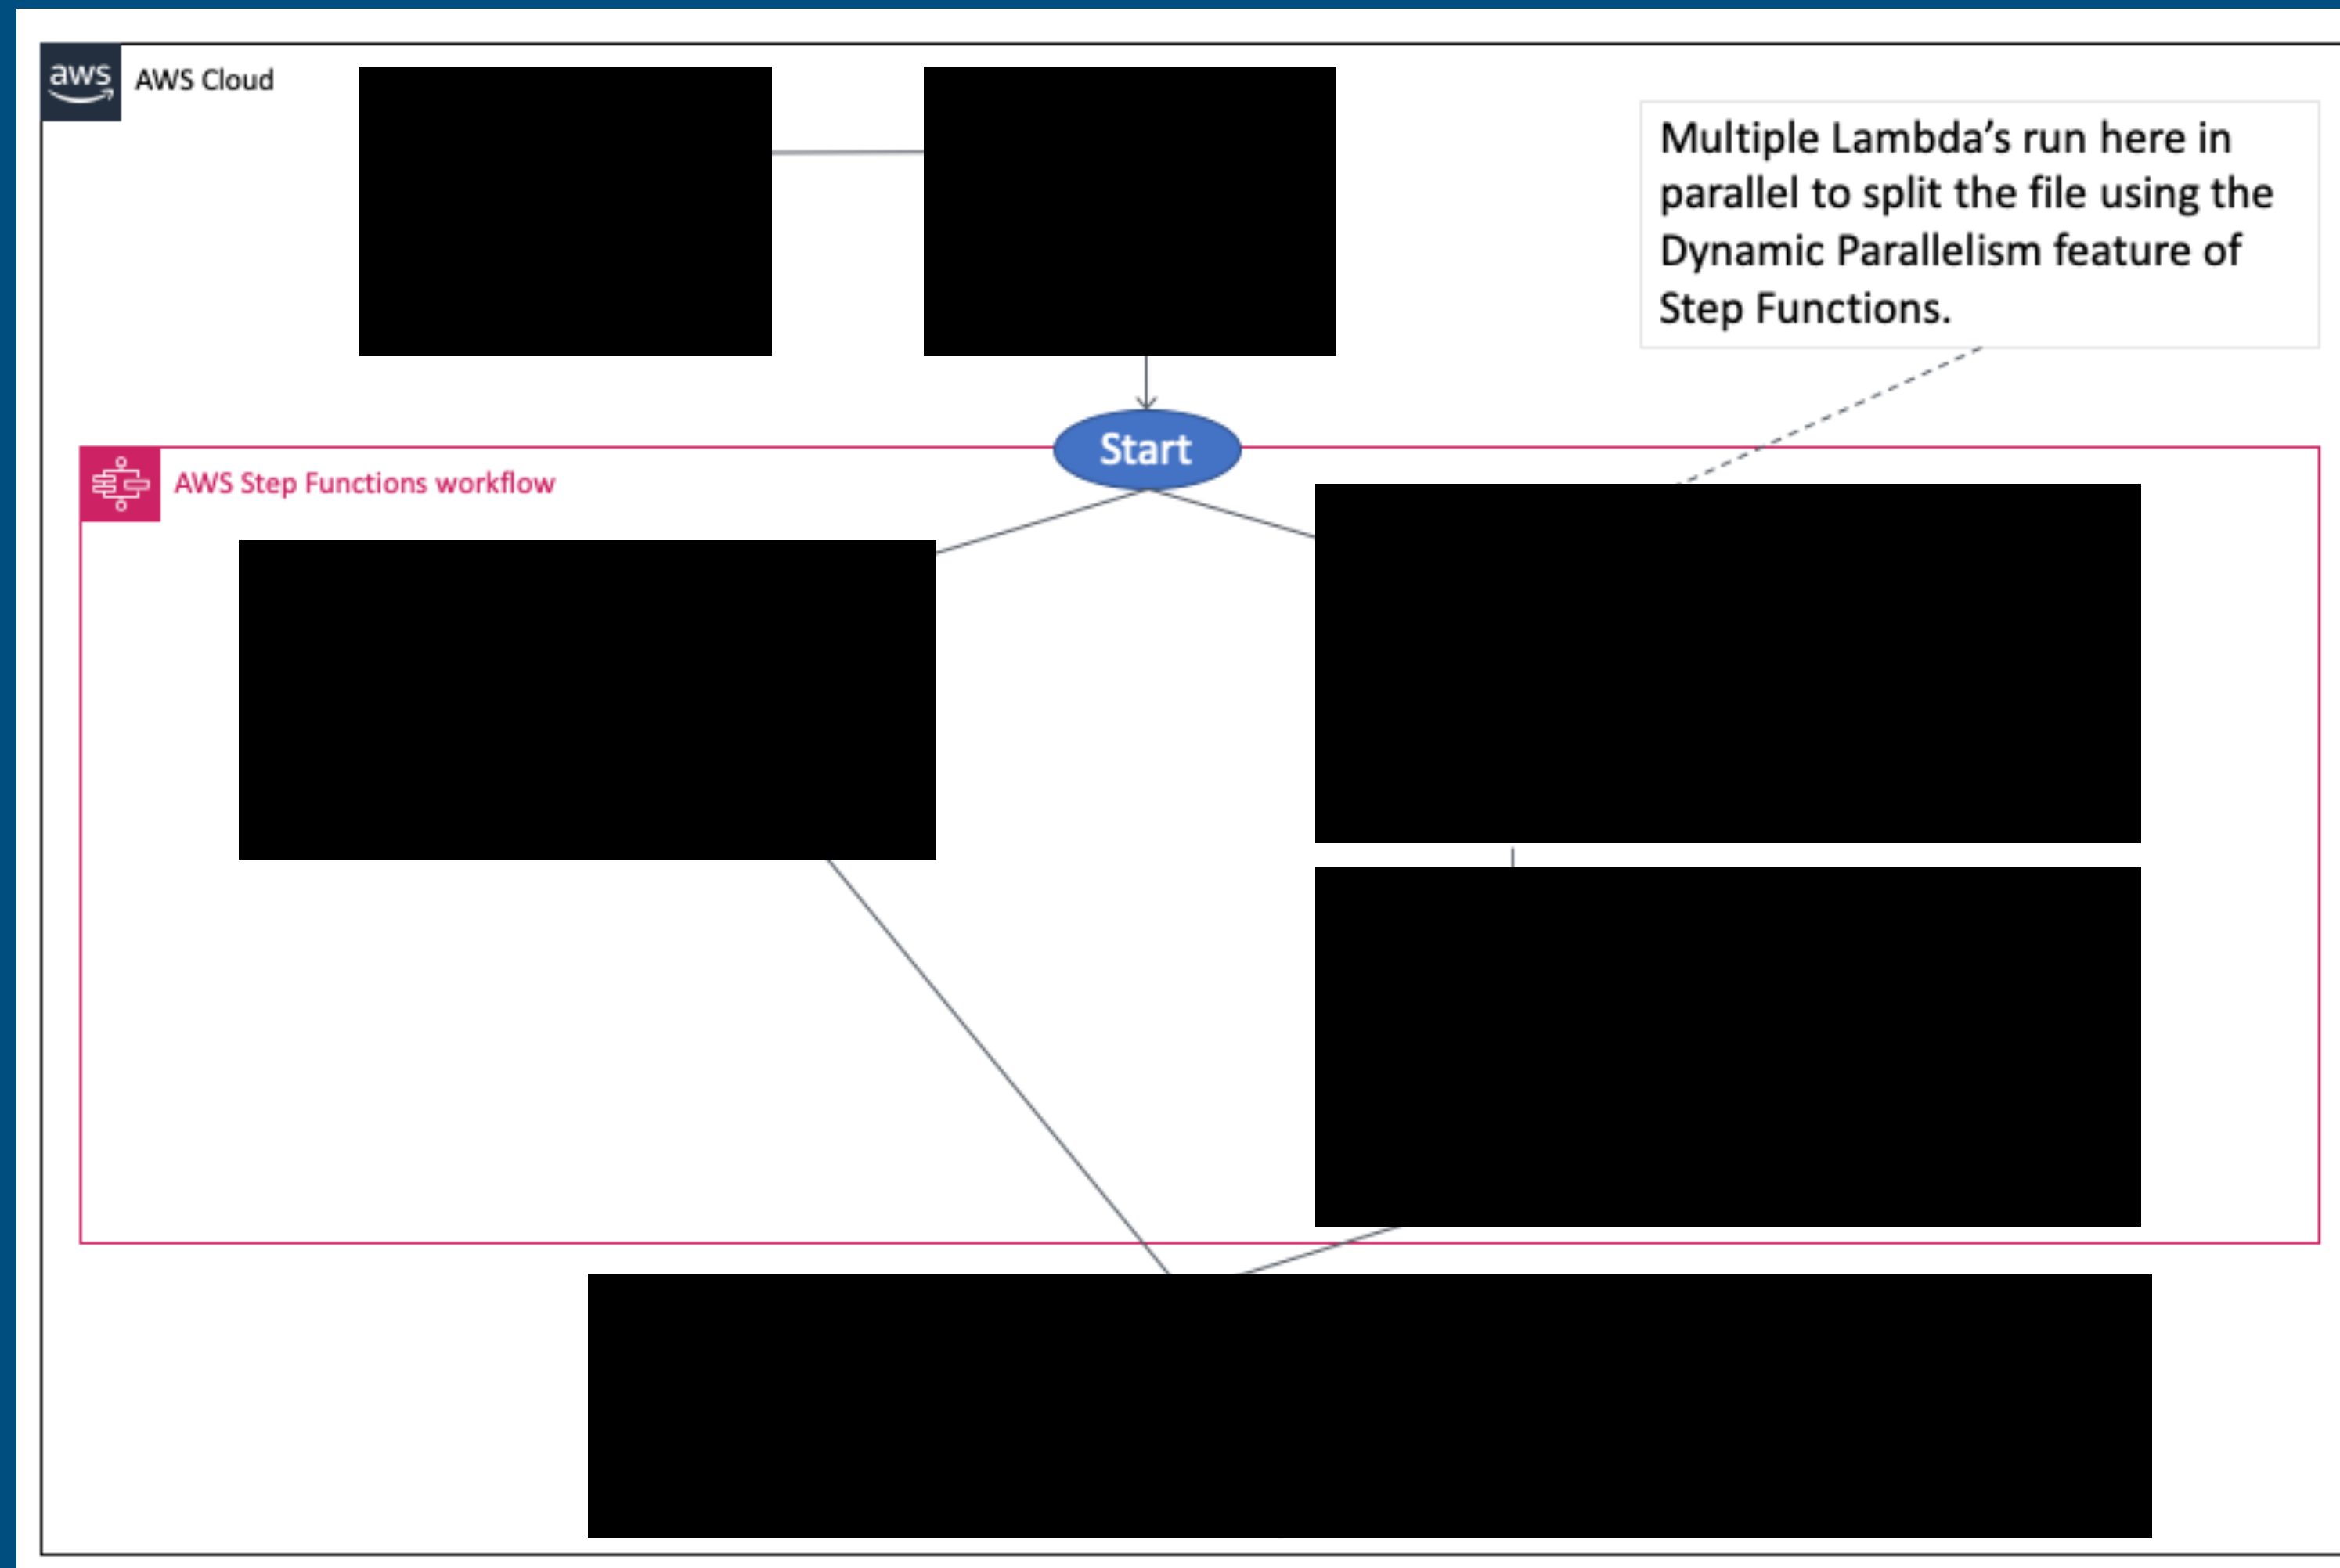 aws
AWS Cloud
Multiple Lambda’s run here in
parallel to split the file using the
Dynamic Parallelism feature of
Step Functions.
Start
AWS Step Functions workflow